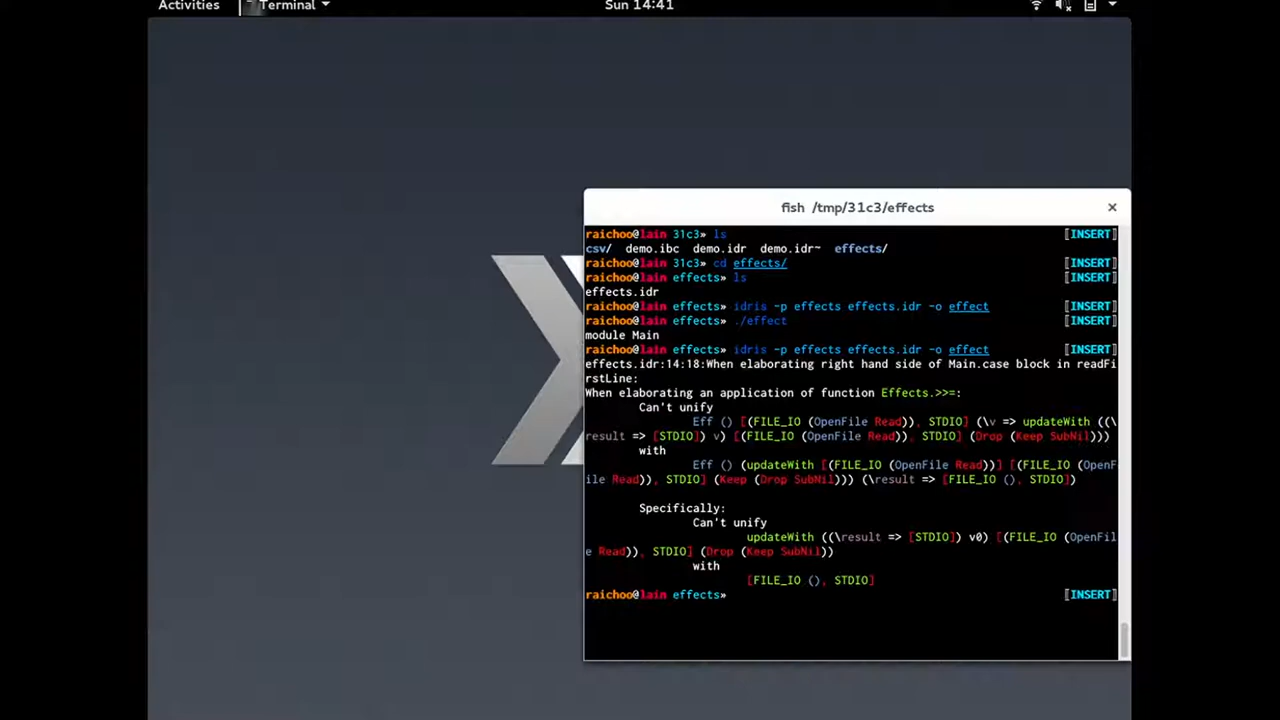 Activities Terminal Sun 14:41
fish /tmp/31c3/effects
raichoo@lain 31c3» ls [INSERT]
csv/ demo.ibc demo.idr demo.idr~ effects/
raichoo@lain 31c3» cd effects/ [INSERT]
raichoo@lain effects» ls [INSERT]
effects.idr
raichoo@lain effects» idris -p effects effects.idr -o effect [INSERT]
raichoo@lain effects» ./effect [INSERT]
module Main
raichoo@lain effects» idris -p effects effects.idr -o effect [INSERT]
effects.idr:14:18:When elaborating right hand side of Main.case block in readFi
rstLine:
When elaborating an application of function Effects.>>=:
Can't unify
Eff () [(FILE_IO (OpenFile Read)), STDIO] (\v => updateWith ((\
result => [STDIO]) v) [(FILE_IO (OpenFile Read)), STDIO] (Drop (Keep SubNil)))
with
Eff () (updateWith [(FILE_IO (OpenFile Read))] [(FILE_IO (OpenF
ile Read)), STDIO] (Keep (Drop SubNil))) (\result => [FILE_IO (), STDIO])
Specifically:
Can't unify
updateWith ((\result => [STDIO]) v0) [(FILE_IO (OpenFil
e Read)), STDIO] (Drop (Keep SubNil))
with
[FILE_IO (), STDIO]
raichoo@lain effects» [INSERT]